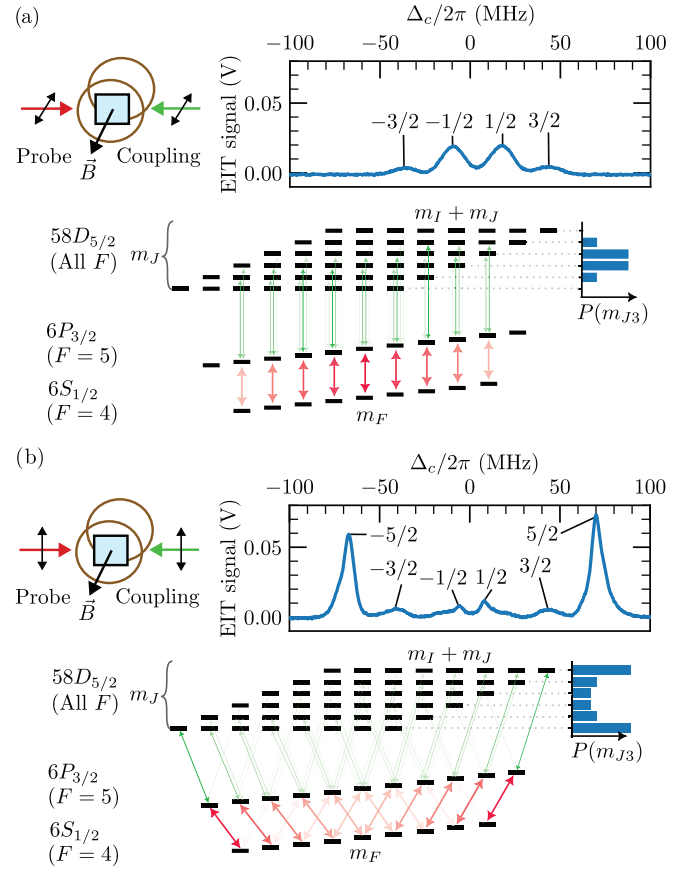 (a)
Δc/2π (MHz)
−100 −50 0 50 100
EIT signal (V)
0.05
0.00
−3/2 −1/2 1/2 3/2
Probe B⃗ Coupling
mI + mJ
58D5/2
(All F)
mJ
P(mJ3)
6P3/2
(F = 5)
6S1/2
(F = 4)
mF
(b)
Δc/2π (MHz)
−100 −50 0 50 100
EIT signal (V)
0.05
0.00
−5/2 5/2
−3/2 −1/2 1/2 3/2
Probe B⃗ Coupling
mI + mJ
58D5/2
(All F)
mJ
P(mJ3)
6P3/2
(F = 5)
6S1/2
(F = 4)
mF